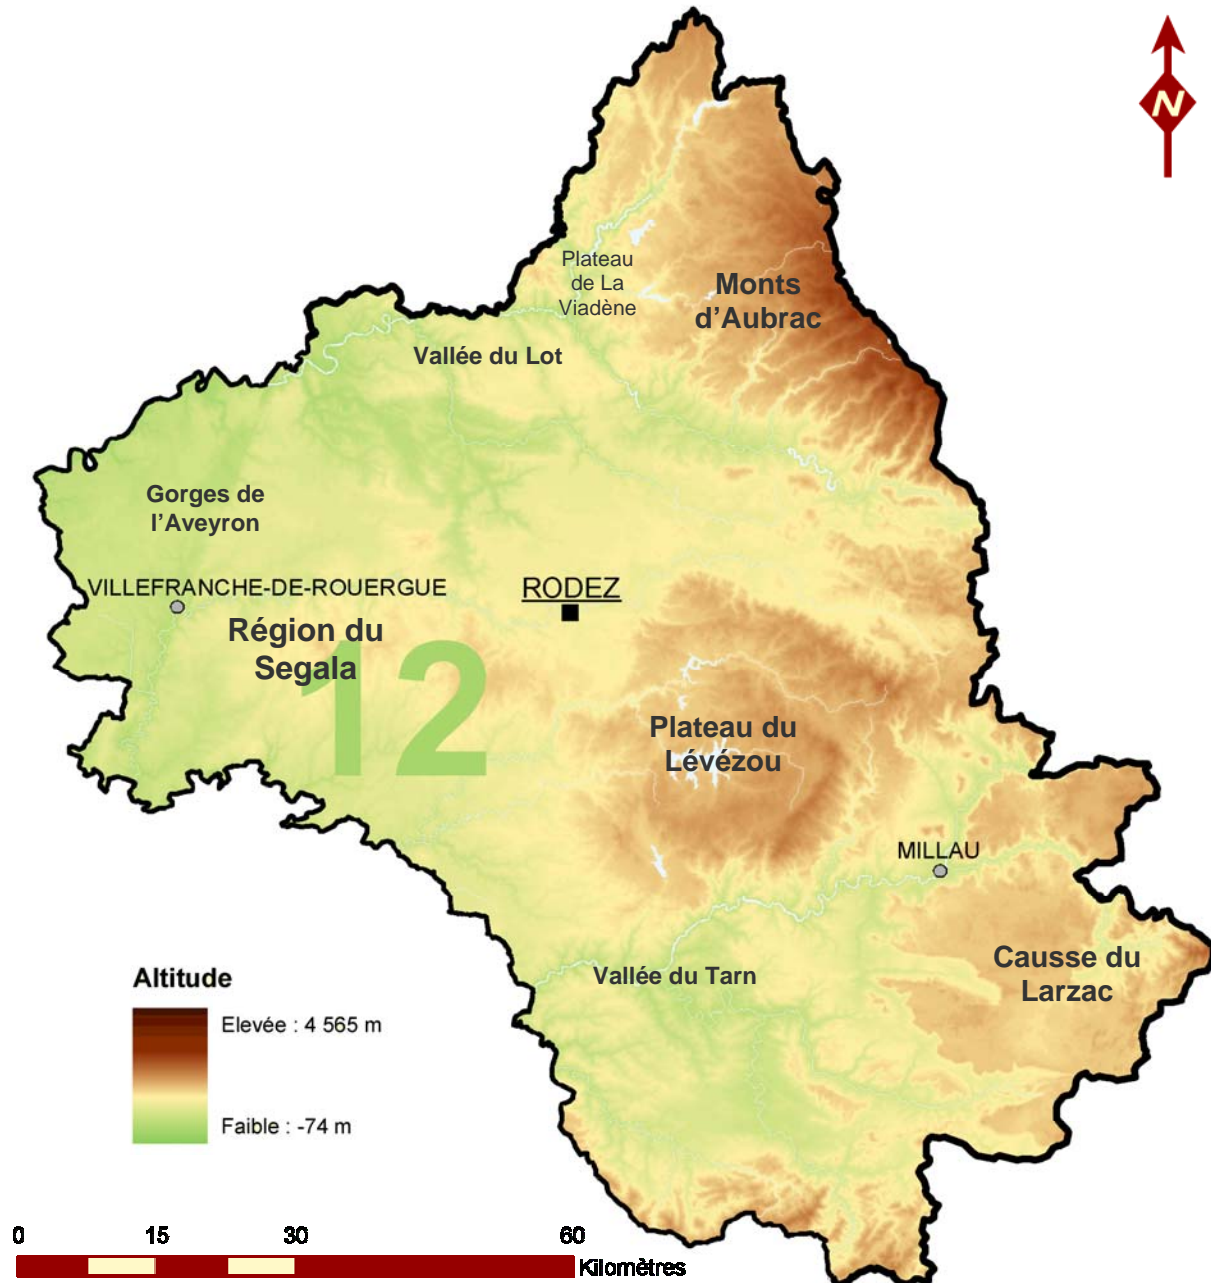 N
Plateau
de La
Viadène
Monts
d'Aubrac
Vallée du Lot
Gorges de
l'Aveyron
VILLEFRANCHE-DE-ROUERGUE
RODEZ
Région du
Segala
12
Plateau du
Lévézou
MILLAU
Causse du
Larzac
Vallée du Tarn
Altitude
Elevée : 4 565 m
Faible : -74 m
0 15 30 60
Kilomètres